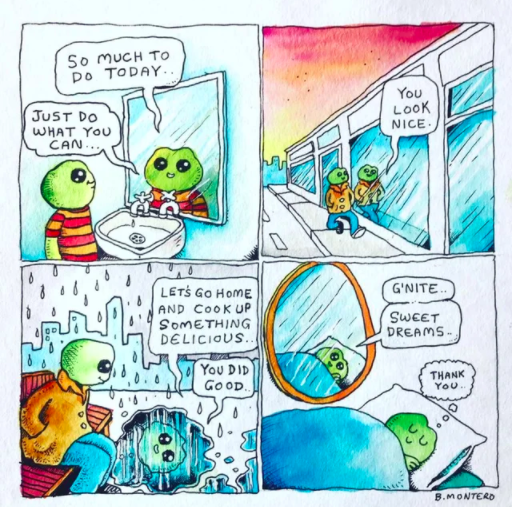 SO MUCH TO
DO TODAY..
JUST DO
WHAT YOU
CAN...
YOU
LOOK
NICE.
LET'S GO HOME
AND COOK UP
SOMETHING
DELICIOUS..
YOU DID
GOOD..
G'NITE..
SWEET
DREAMS..
THANK
YOU..
B.MONTERO